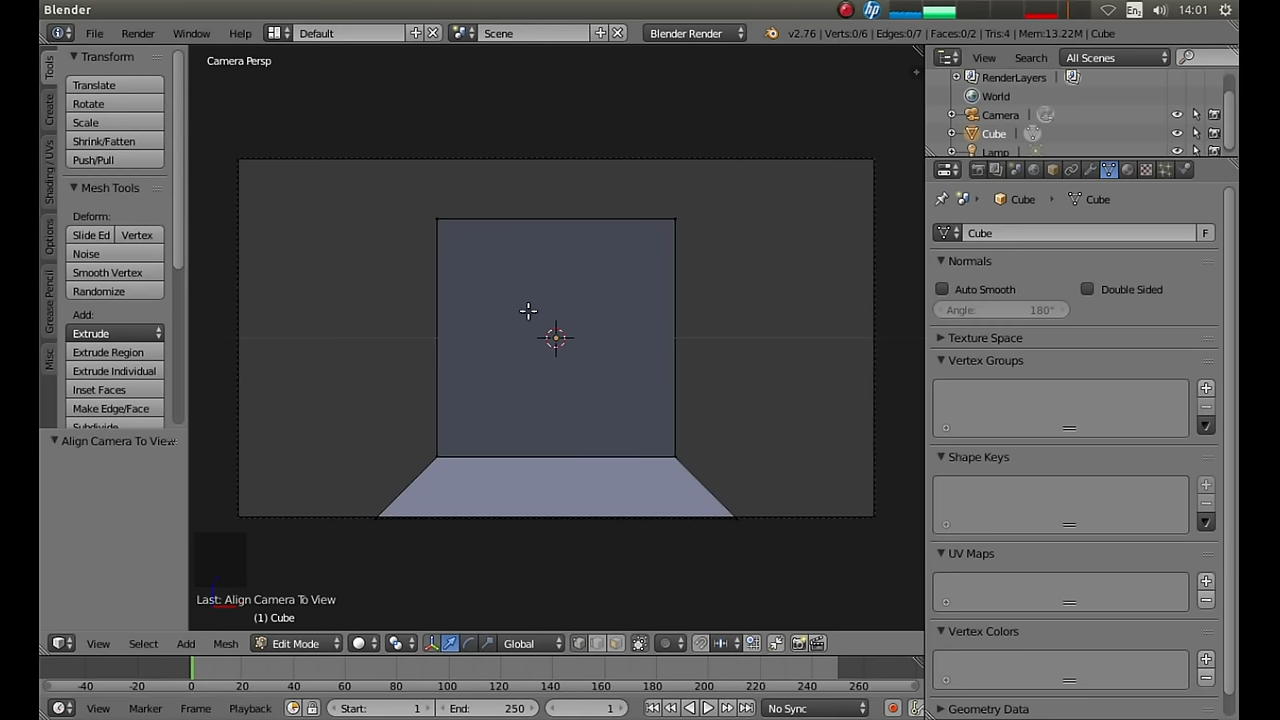 Blender
En2
14:01
File Render Window Help Default Scene Blender Render v2.76 | Verts:0/6 | Edges:0/7 | Faces:0/2 | Tris:4 | Mem:13.22M | Cube
Tools
Create
Shading / UVs
Options
Grease Pencil
Misc
Transform
Translate
Rotate
Scale
Shrink/Fatten
Push/Pull
Mesh Tools
Deform:
Slide Ed Vertex
Noise
Smooth Vertex
Randomize
Add:
Extrude
Extrude Region
Extrude Individual
Inset Faces
Make Edge/Face
Subdivide
Align Camera To View
Camera Persp
Last: Align Camera To View
(1) Cube
View Select Add Mesh Edit Mode Global
-40 -20 0 20 40 60 80 100 120 140 160 180 200 220 240 260
View Marker Frame Playback Start: 1 End: 250 1 No Sync
View Search All Scenes
RenderLayers
World
Camera
Cube
Lamp
Cube Cube
Cube F
Normals
Auto Smooth Double Sided
Angle: 180°
Texture Space
Vertex Groups
Shape Keys
UV Maps
Vertex Colors
Geometry Data